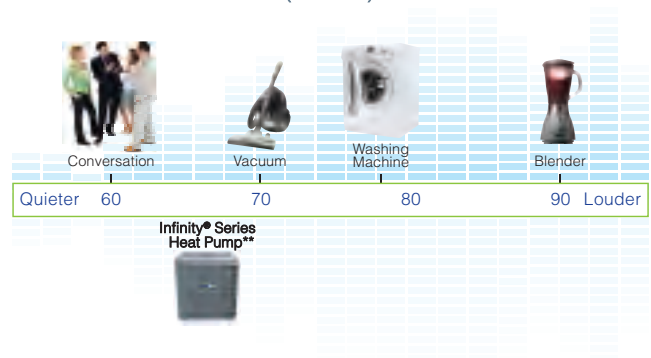 Conversation
Vacuum
Washing
Machine
Blender
Quieter 60 70 80 90 Louder
Infinity® Series
Heat Pump**